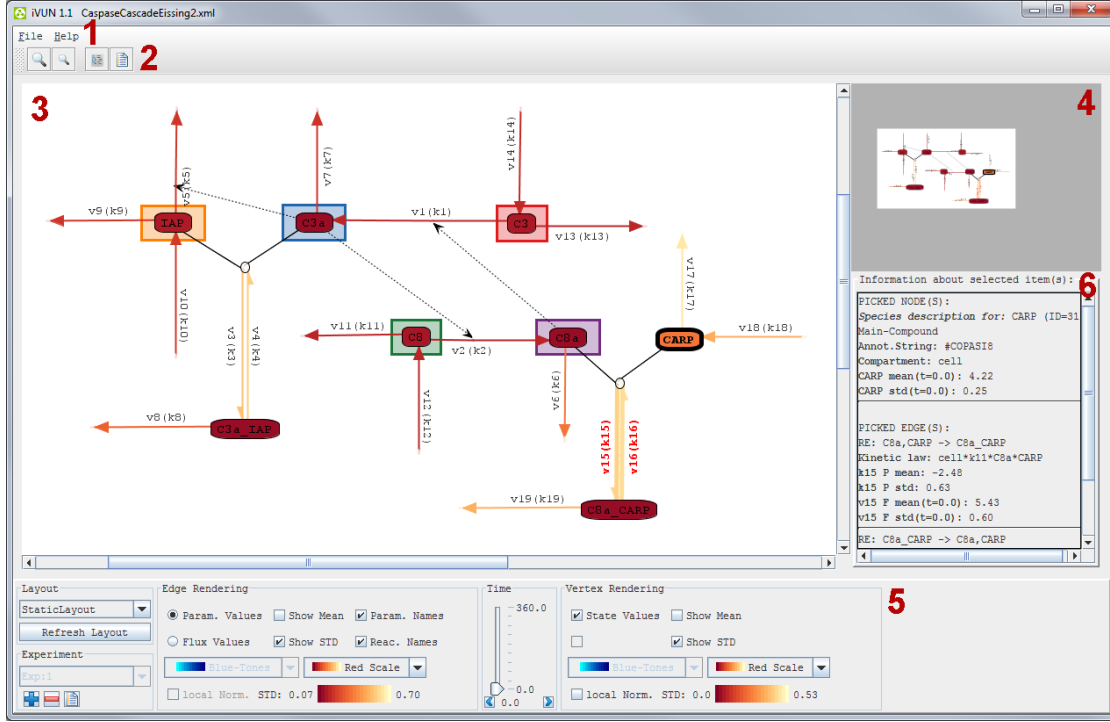 iVUN 1.1 CaspaseCascadeEissing2.xml
File Help
1
2
3
4
v5(k5)
v7(k7)
v14(k14)
v9(k9)
IAP
C3a
v1(k1)
C3
v13(k13)
v10(k10)
v3(k3)
v4(k4)
v17(k17)
v11(k11)
C8
v2(k2)
C8a
CARP
v18(k18)
v12(k12)
v6(k6)
v8(k8)
C3a_IAP
v15(k15)
v16(k16)
v19(k19)
C8a_CARP
Information about selected item(s):
6
PICKED NODE(S):
Species description for: CARP (ID=31
Main-Compound
Annot.String: #COPASI8
Compartment: cell
CARP mean(t=0.0): 4.22
CARP std(t=0.0): 0.25
PICKED EDGE(S):
RE: C8a,CARP -> C8a_CARP
Kinetic law: cell*k11*C8a*CARP
k15 P mean: -2.48
k15 P std: 0.63
v15 F mean(t=0.0): 5.43
v15 F std(t=0.0): 0.60
RE: C8a_CARP -> C8a,CARP
Layout
StaticLayout
Refresh Layout
Experiment
Exp:1
Edge Rendering
Param. Values Show Mean Param. Names
Flux Values Show STD Reac. Names
Blue-Tones Red Scale
local Norm. STD: 0.07 0.70
Time
360.0
0.0
0.0
Vertex Rendering
State Values Show Mean
Show STD
Blue-Tones Red Scale
local Norm. STD: 0.0 0.53
5